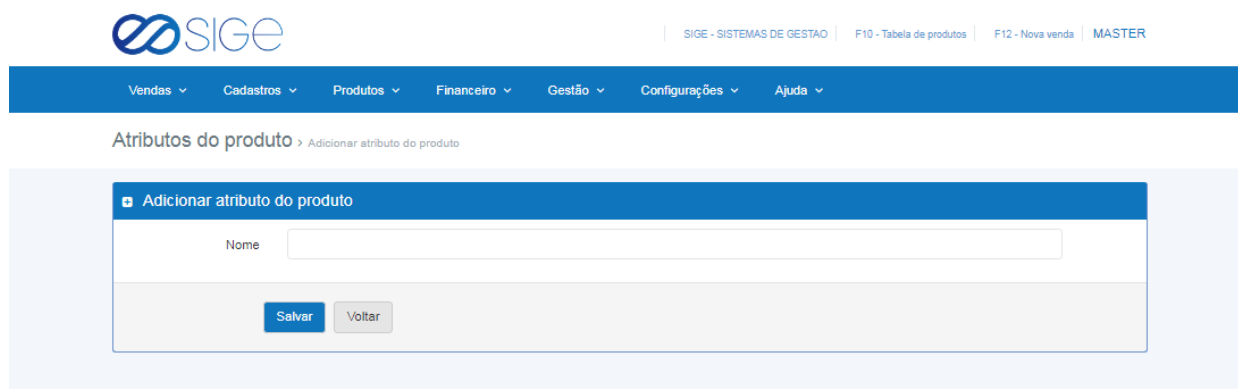 SIGE
SIGE - SISTEMAS DE GESTAO F10 - Tabela de produtos F12 - Nova venda MASTER
Vendas Cadastros Produtos Financeiro Gestão Configurações Ajuda
Atributos do produto > Adicionar atributo do produto
Adicionar atributo do produto
Nome
Salvar Voltar